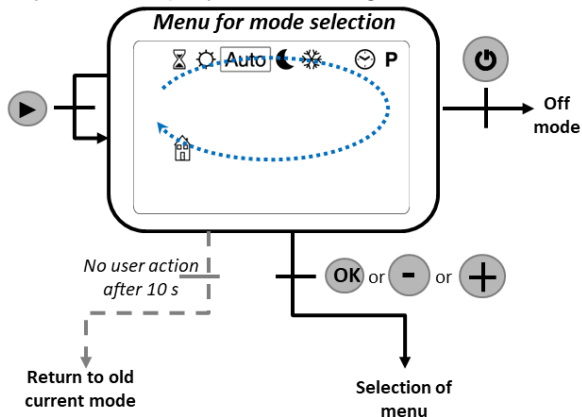 Menu for mode selection
Auto
P
Off
mode
No user action
after 10 s
OK or - or +
Return to old
current mode
Selection of
menu